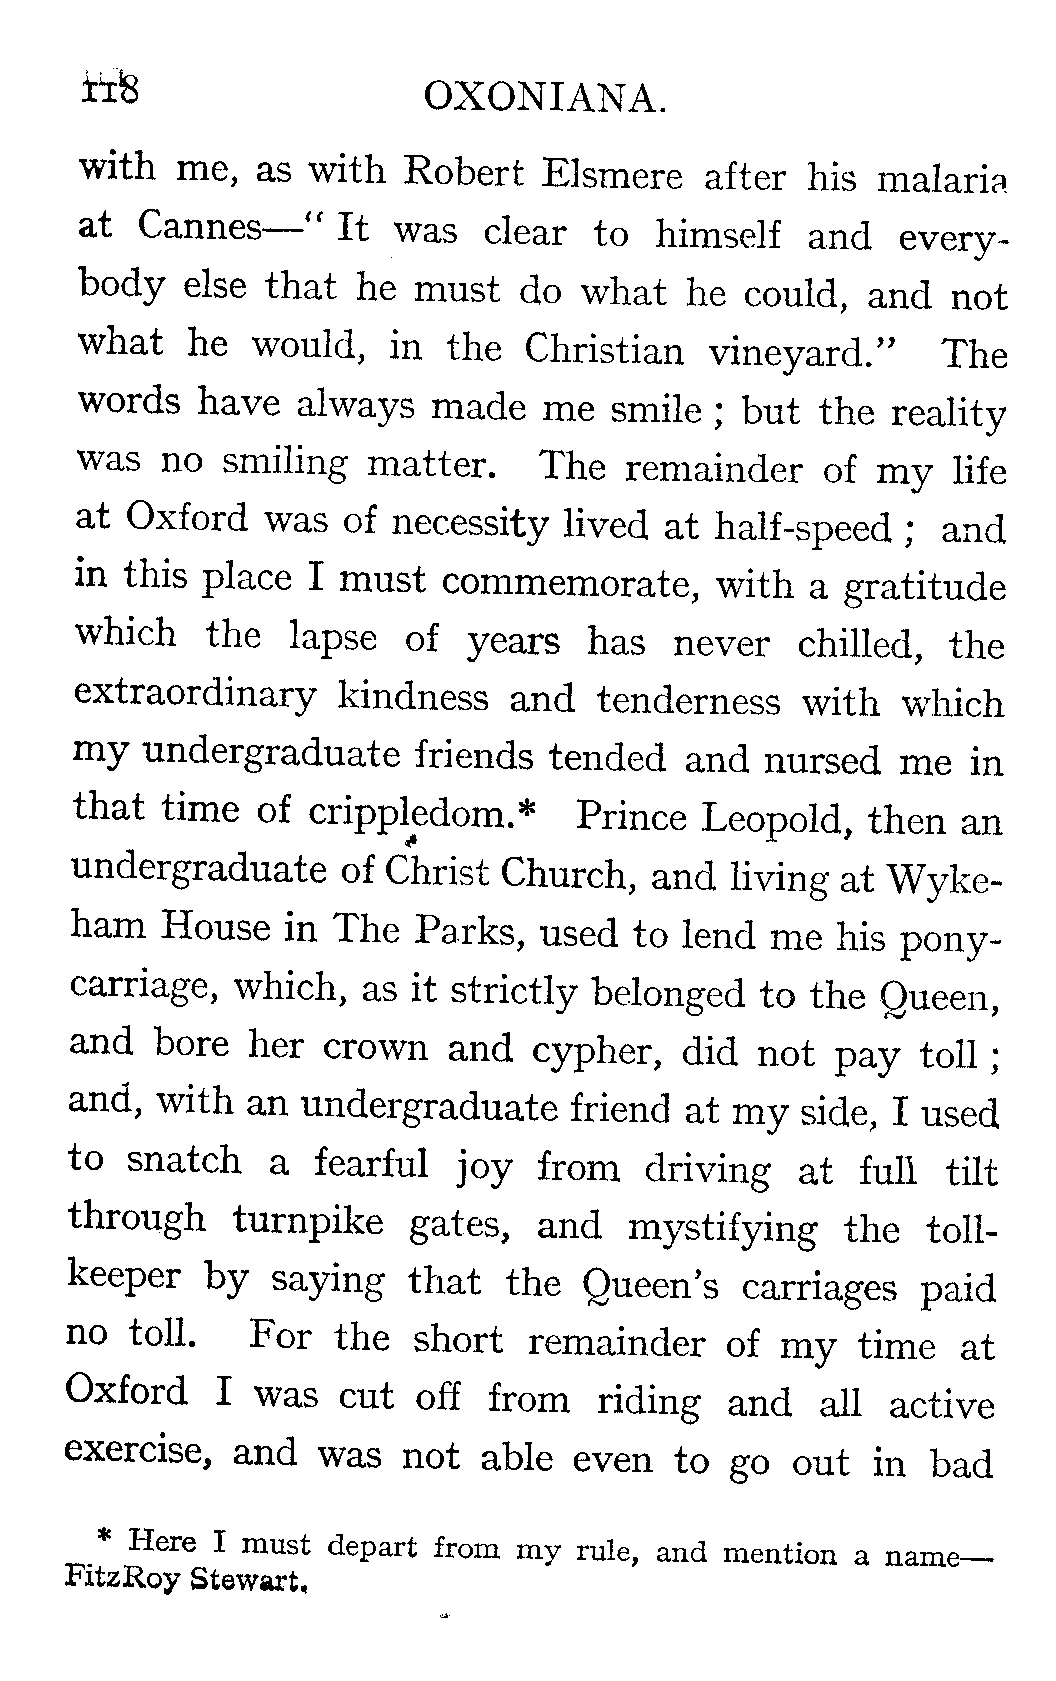 118 OXONIANA.
with me, as with Robert Elsmere after his malaria
at Cannes—“ It was clear to himself and every-
body else that he must do what he could, and not
what he would, in the Christian vineyard.” The
words have always made me smile ; but the reality
was no smiling matter. The remainder of my life
at Oxford was of necessity lived at half-speed ; and
in this place I must commemorate, with a gratitude
which the lapse of years has never chilled, the
extraordinary kindness and tenderness with which
my undergraduate friends tended and nursed me in
that time of crippledom.* Prince Leopold, then an
undergraduate of Christ Church, and living at Wyke-
ham House in The Parks, used to lend me his pony-
carriage, which, as it strictly belonged to the Queen,
and bore her crown and cypher, did not pay toll ;
and, with an undergraduate friend at my side, I used
to snatch a fearful joy from driving at full tilt
through turnpike gates, and mystifying the toll-
keeper by saying that the Queen’s carriages paid
no toll. For the short remainder of my time at
Oxford I was cut off from riding and all active
exercise, and was not able even to go out in bad
* Here I must depart from my rule, and mention a name—
FitzRoy Stewart.